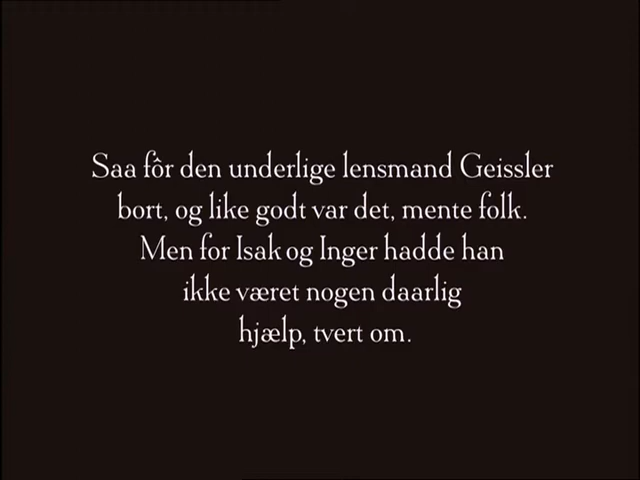 Saa fôr den underlige lensmand Geissler
bort, og like godt var det, mente folk.
Men for Isak og Inger hadde han
ikke været nogen daarlig
hjælp, tvert om.